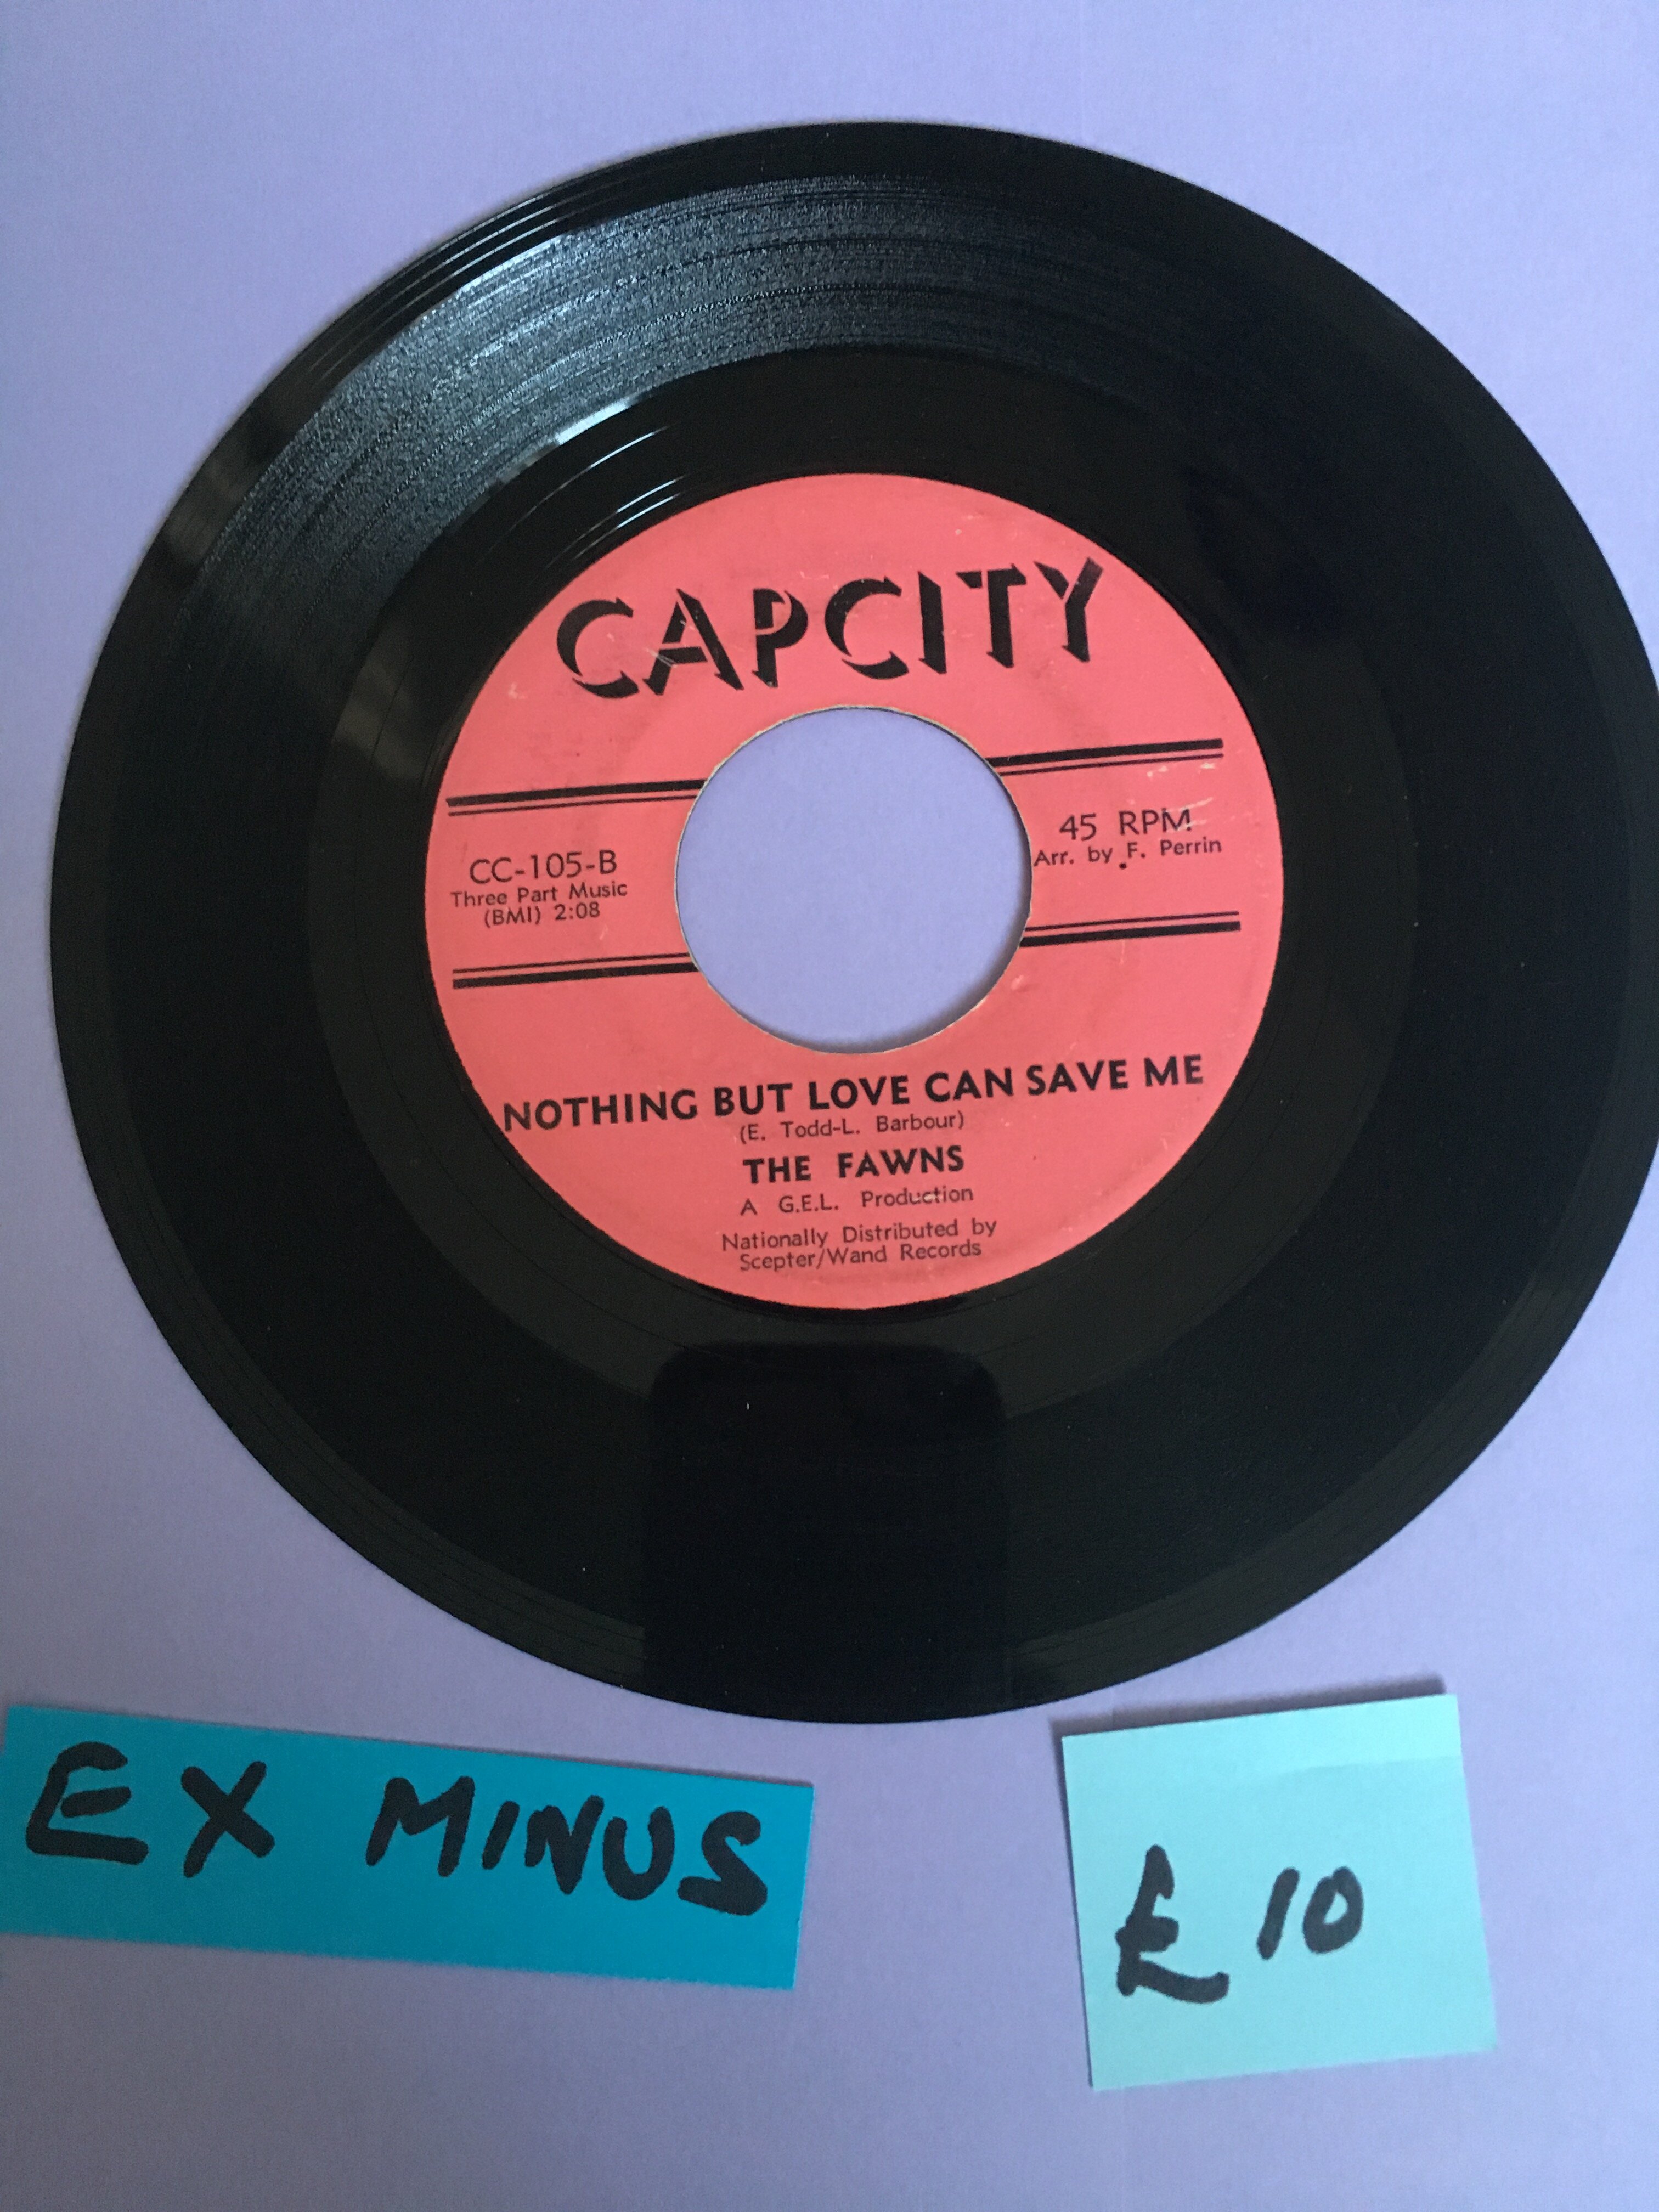 CAPCITY
CC-105-B
Three Part Music
(BMI) 2:08
45 RPM
Arr. by F. Perrin
NOTHING BUT LOVE CAN SAVE ME
(E. Todd-L. Barbour)
THE FAWNS
A G.E.L. Production
Nationally Distributed by
Scepter/Wand Records
EX MINUS
£10